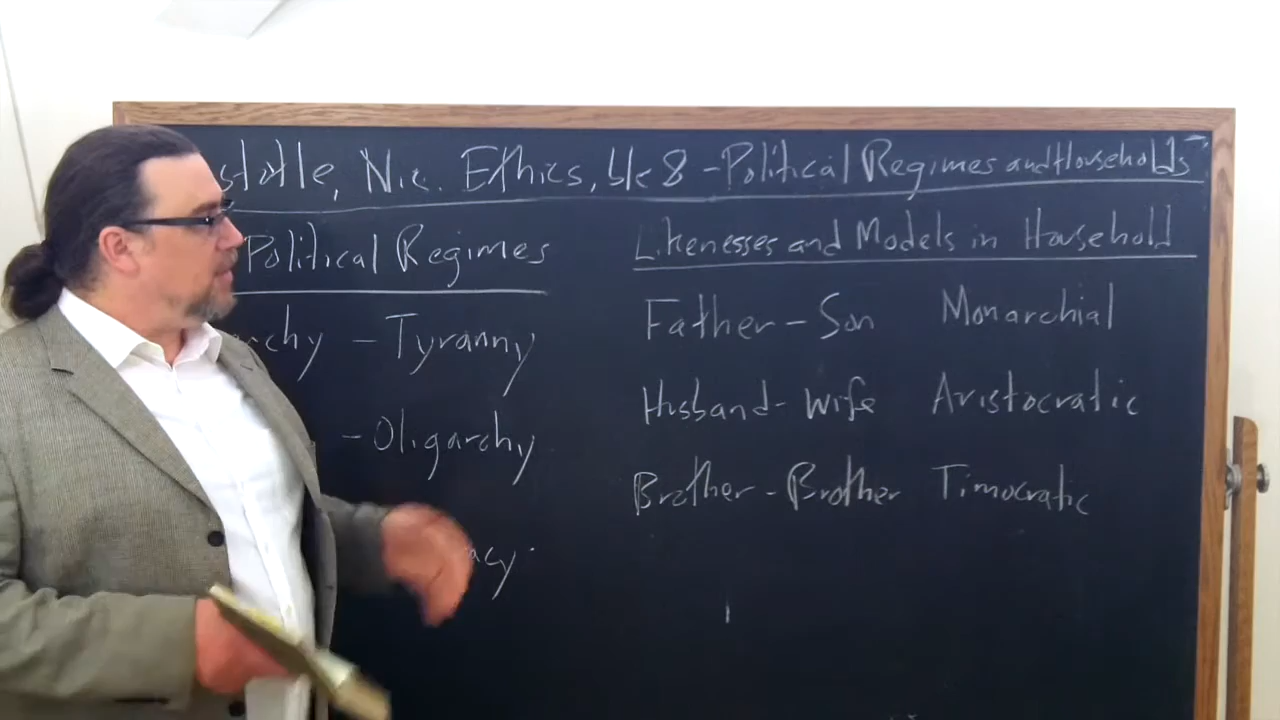 stotle, Nic. Ethics, bk 8 - Political Regimes and Households
Political Regimes
archy - Tyranny
- Oligarchy
acy
Likenesses and Models in Household
Father - Son Monarchial
Husband - Wife Aristocratic
Brother - Brother Timocratic